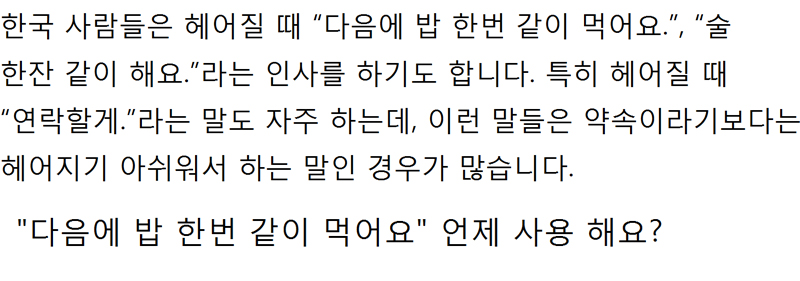 한국 사람들은 헤어질 때 “다음에 밥 한번 같이 먹어요.”, “술
한잔 같이 해요.”라는 인사를 하기도 합니다. 특히 헤어질 때
“연락할게.“라는 말도 자주 하는데, 이런 말들은 약속이라기보다는
헤어지기 아쉬워서 하는 말인 경우가 많습니다.
"다음에 밥 한번 같이 먹어요" 언제 사용 해요?